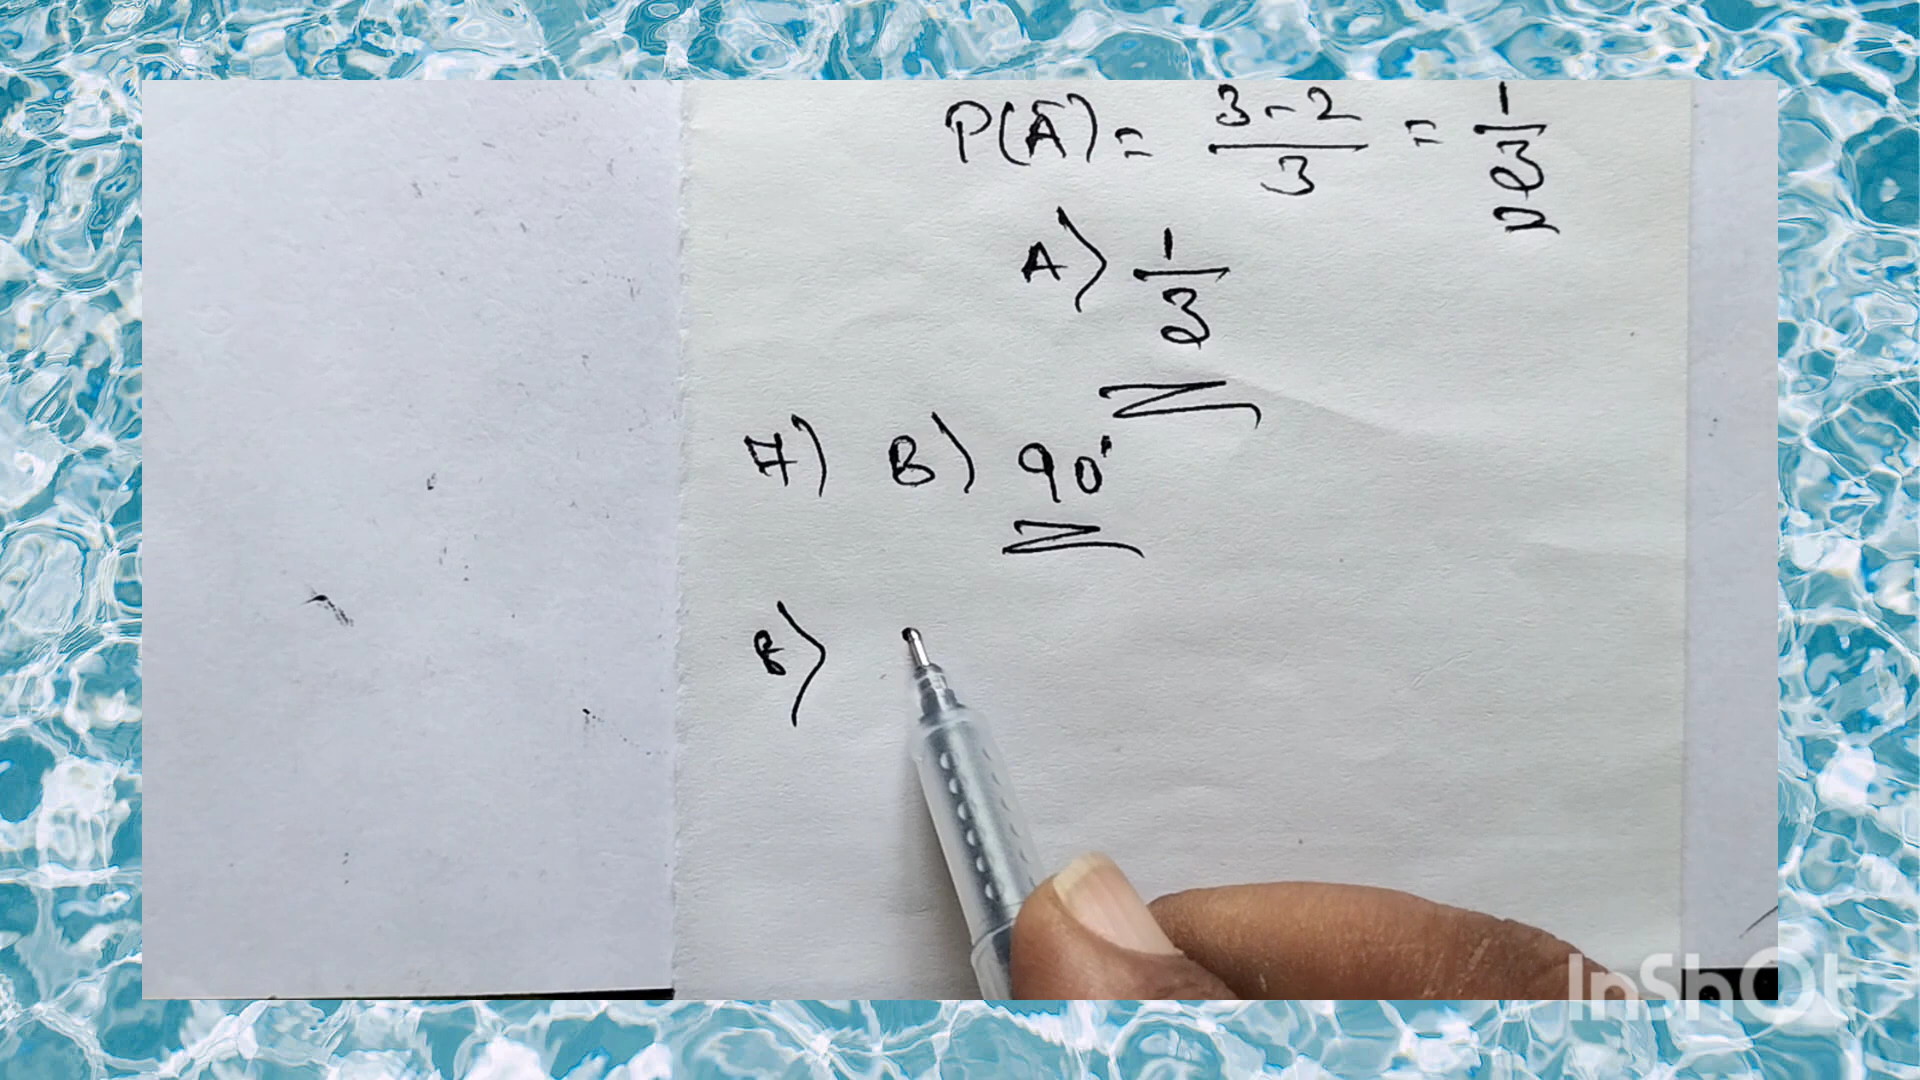 P(Ā) = 3-2/3 = 1/3
A) 1/3
7) B) 90°
8)
InShOt